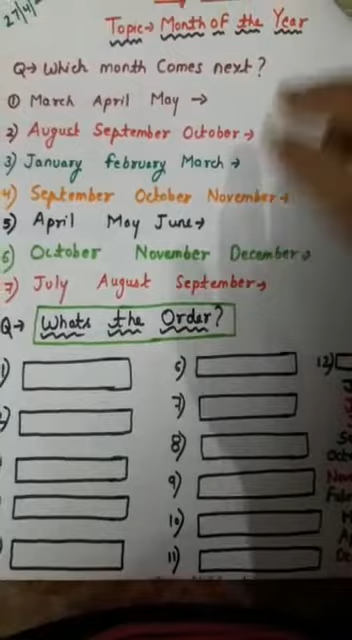 27/4/
Topic→ Month of the Year
Q→ Which month Comes next?
① March April May →
2) August September October→
3) January february March →
4) September October November→
5) April May June→
6) October November December→
7) July August September→
Q→ Whats the Order?
1) 6) 12)
2) 7)
8)
9)
10)
11)